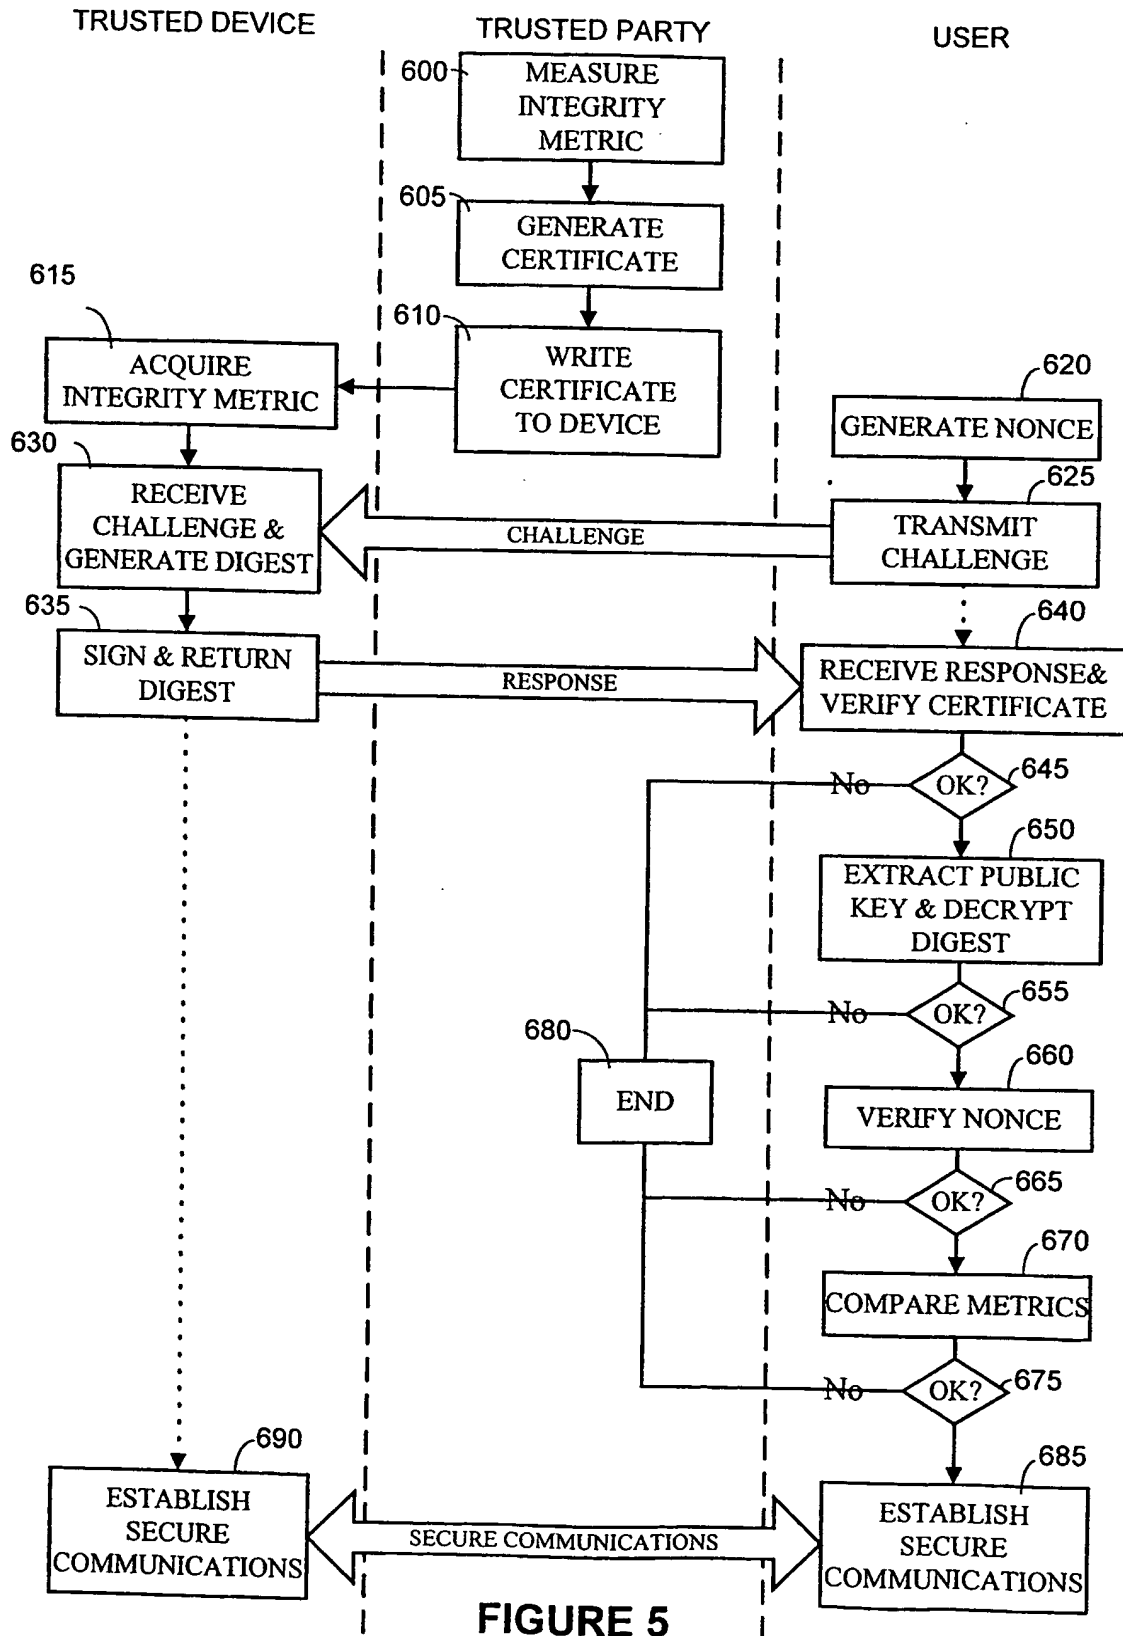 TRUSTED DEVICE
TRUSTED PARTY
USER
600
MEASURE
INTEGRITY
METRIC
605
GENERATE
CERTIFICATE
610
WRITE
CERTIFICATE
TO DEVICE
615
ACQUIRE
INTEGRITY METRIC
620
GENERATE NONCE
625
TRANSMIT
CHALLENGE
CHALLENGE
630
RECEIVE
CHALLENGE &
GENERATE DIGEST
635
SIGN & RETURN
DIGEST
RESPONSE
640
RECEIVE RESPONSE&
VERIFY CERTIFICATE
645
OK?
No
650
EXTRACT PUBLIC
KEY & DECRYPT
DIGEST
655
OK?
No
680
END
660
VERIFY NONCE
665
OK?
No
670
COMPARE METRICS
675
OK?
No
690
ESTABLISH
SECURE
COMMUNICATIONS
SECURE COMMUNICATIONS
685
ESTABLISH
SECURE
COMMUNICATIONS
FIGURE 5